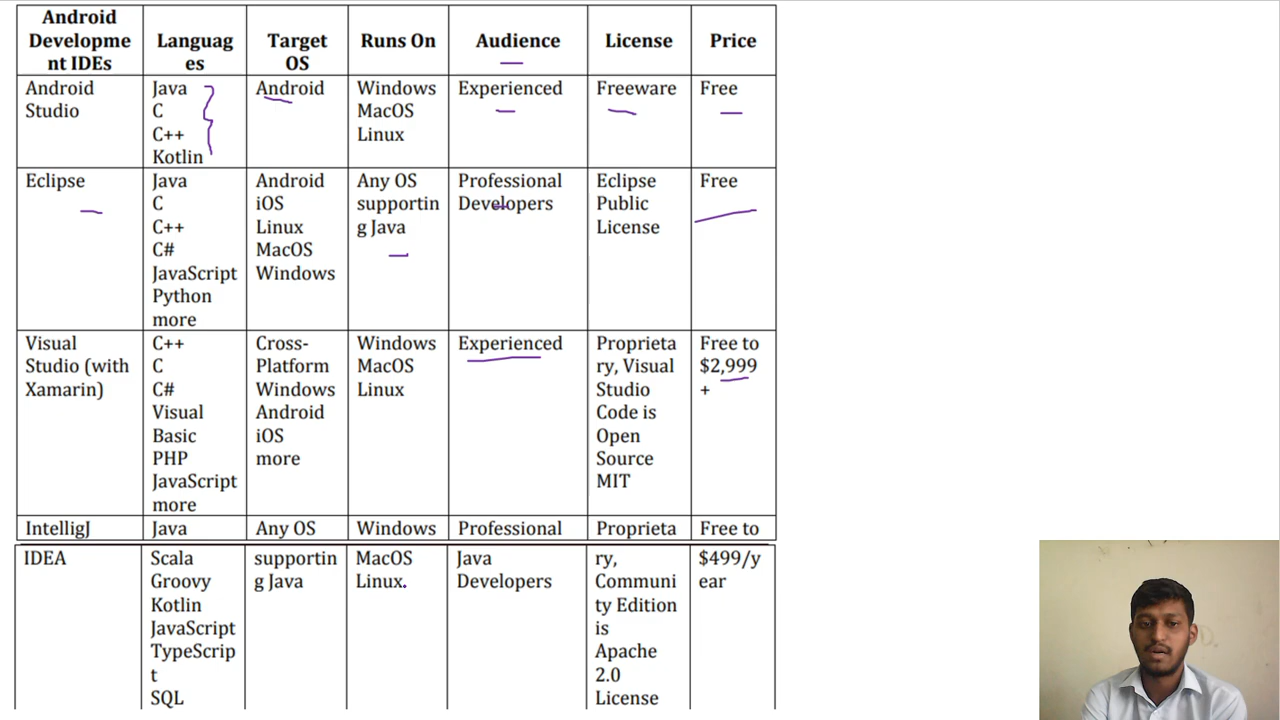 Android Developme nt IDEs | Languag es | Target OS | Runs On | Audience | License | Price
Android Studio | Java C C++ Kotlin | Android | Windows MacOS Linux | Experienced | Freeware | Free
Eclipse | Java C C++ C# JavaScript Python more | Android iOS Linux MacOS Windows | Any OS supportin g Java | Professional Developers | Eclipse Public License | Free
Visual Studio (with Xamarin) | C++ C C# Visual Basic PHP JavaScript more | Cross- Platform Windows Android iOS more | Windows MacOS Linux | Experienced | Proprieta ry, Visual Studio Code is Open Source MIT | Free to $2,999 +
IntelligJ | Java | Any OS | Windows | Professional | Proprieta | Free to
IDEA | Scala Groovy Kotlin JavaScript TypeScrip t SQL | supportin g Java | MacOS Linux. | Java Developers | ry, Communi ty Edition is Apache 2.0 License | $499/y ear